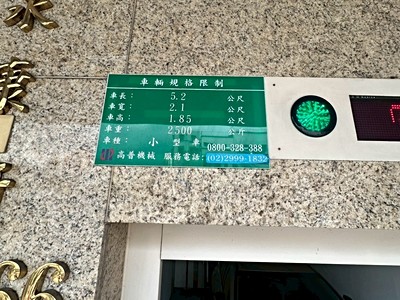 車輛規格限制
車長： 5.2 公尺
車寬： 2.1 公尺
車高： 1.85 公尺
車重： 2500 公斤
車種： 小型車 0800-328-388
高普機械 服務電話：(02)2999-1832
康